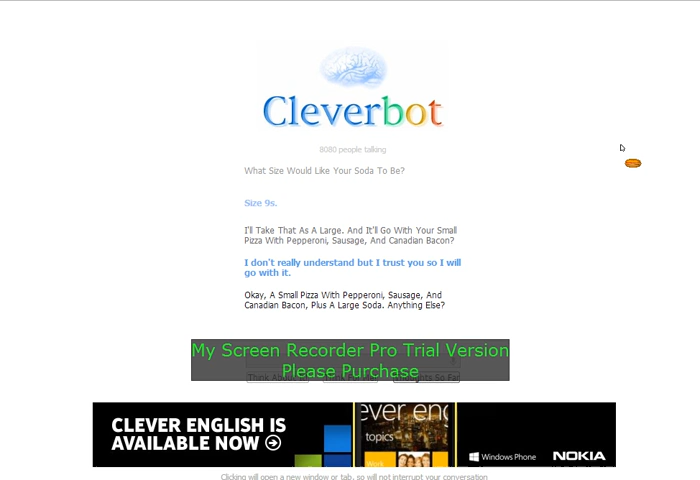 Cleverbot
8080 people talking
What Size Would Like Your Soda To Be?
Size 9s.
I'll Take That As A Large. And It'll Go With Your Small
Pizza With Pepperoni, Sausage, And Canadian Bacon?
I don't really understand but I trust you so I will
go with it.
Okay, A Small Pizza With Pepperoni, Sausage, And
Canadian Bacon, Plus A Large Soda. Anything Else?
My Screen Recorder Pro Trial Version
Please Purchase
Thoughts So Far
CLEVER ENGLISH IS
AVAILABLE NOW
topics
Work
Windows Phone
NOKIA
Clicking will open a new window or tab, so will not interrupt your conversation